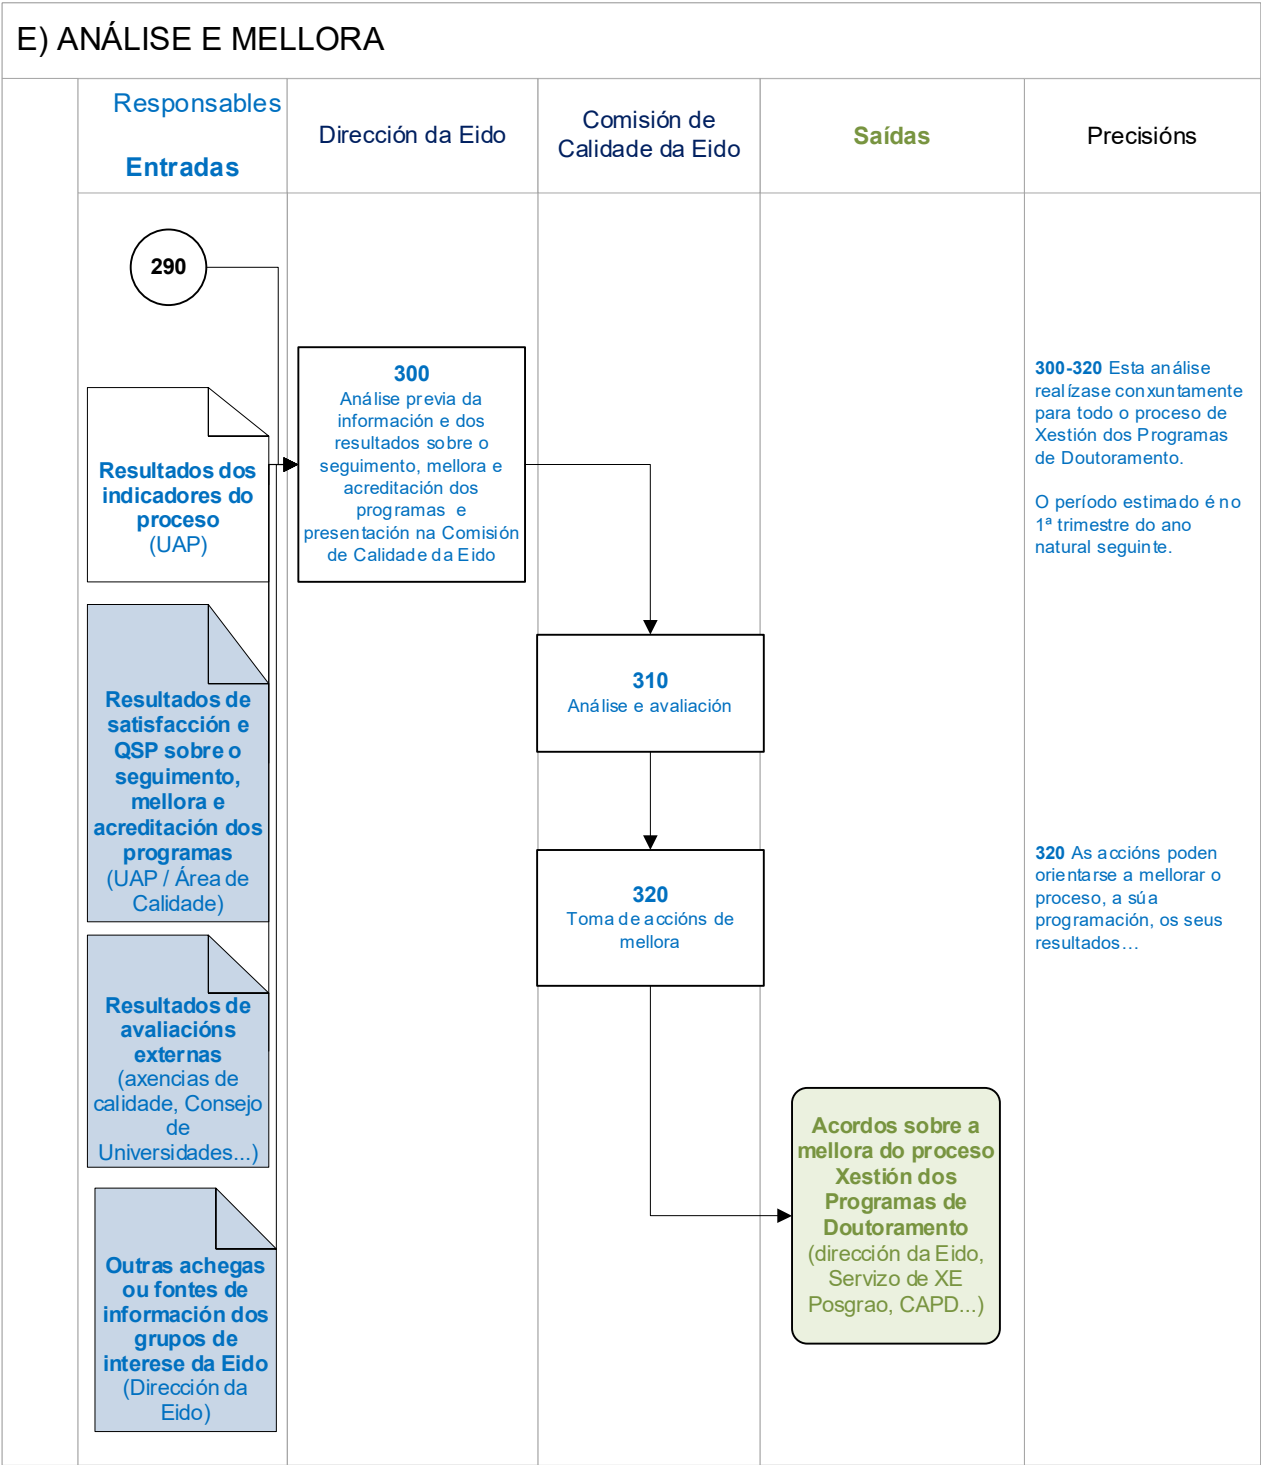 E) ANÁLISE E MELLORA
Responsables
Entradas
Dirección da Eido
Comisión de
Calidade da Eido
Saídas
Precisións
290
300
Análise previa da
información e dos
resultados sobre o
seguimento, mellora e
acreditación dos
programas e
presentación na Comisión
de Calidade da Eido
300-320 Esta análise
realízase conxuntamente
para todo o proceso de
Xestión dos Programas
de Doutoramento.
O período estimado é no
1ª trimestre do ano
natural seguinte.
Resultados dos
indicadores do
proceso
(UAP)
Resultados de
satisfacción e
QSP sobre o
seguimento,
mellora e
acreditación dos
programas
(UAP / Área de
Calidade)
310
Análise e avaliación
320
Toma de accións de
mellora
320 As accións poden
orientarse a mellorar o
proceso, a súa
programación, os seus
resultados…
Resultados de
avaliacións
externas
(axencias de
calidade, Consejo
de
Universidades...)
Acordos sobre a
mellora do proceso
Xestión dos
Programas de
Doutoramento
(dirección da Eido,
Servizo de XE
Posgrao, CAPD...)
Outras achegas
ou fontes de
información dos
grupos de
interese da Eido
(Dirección da
Eido)